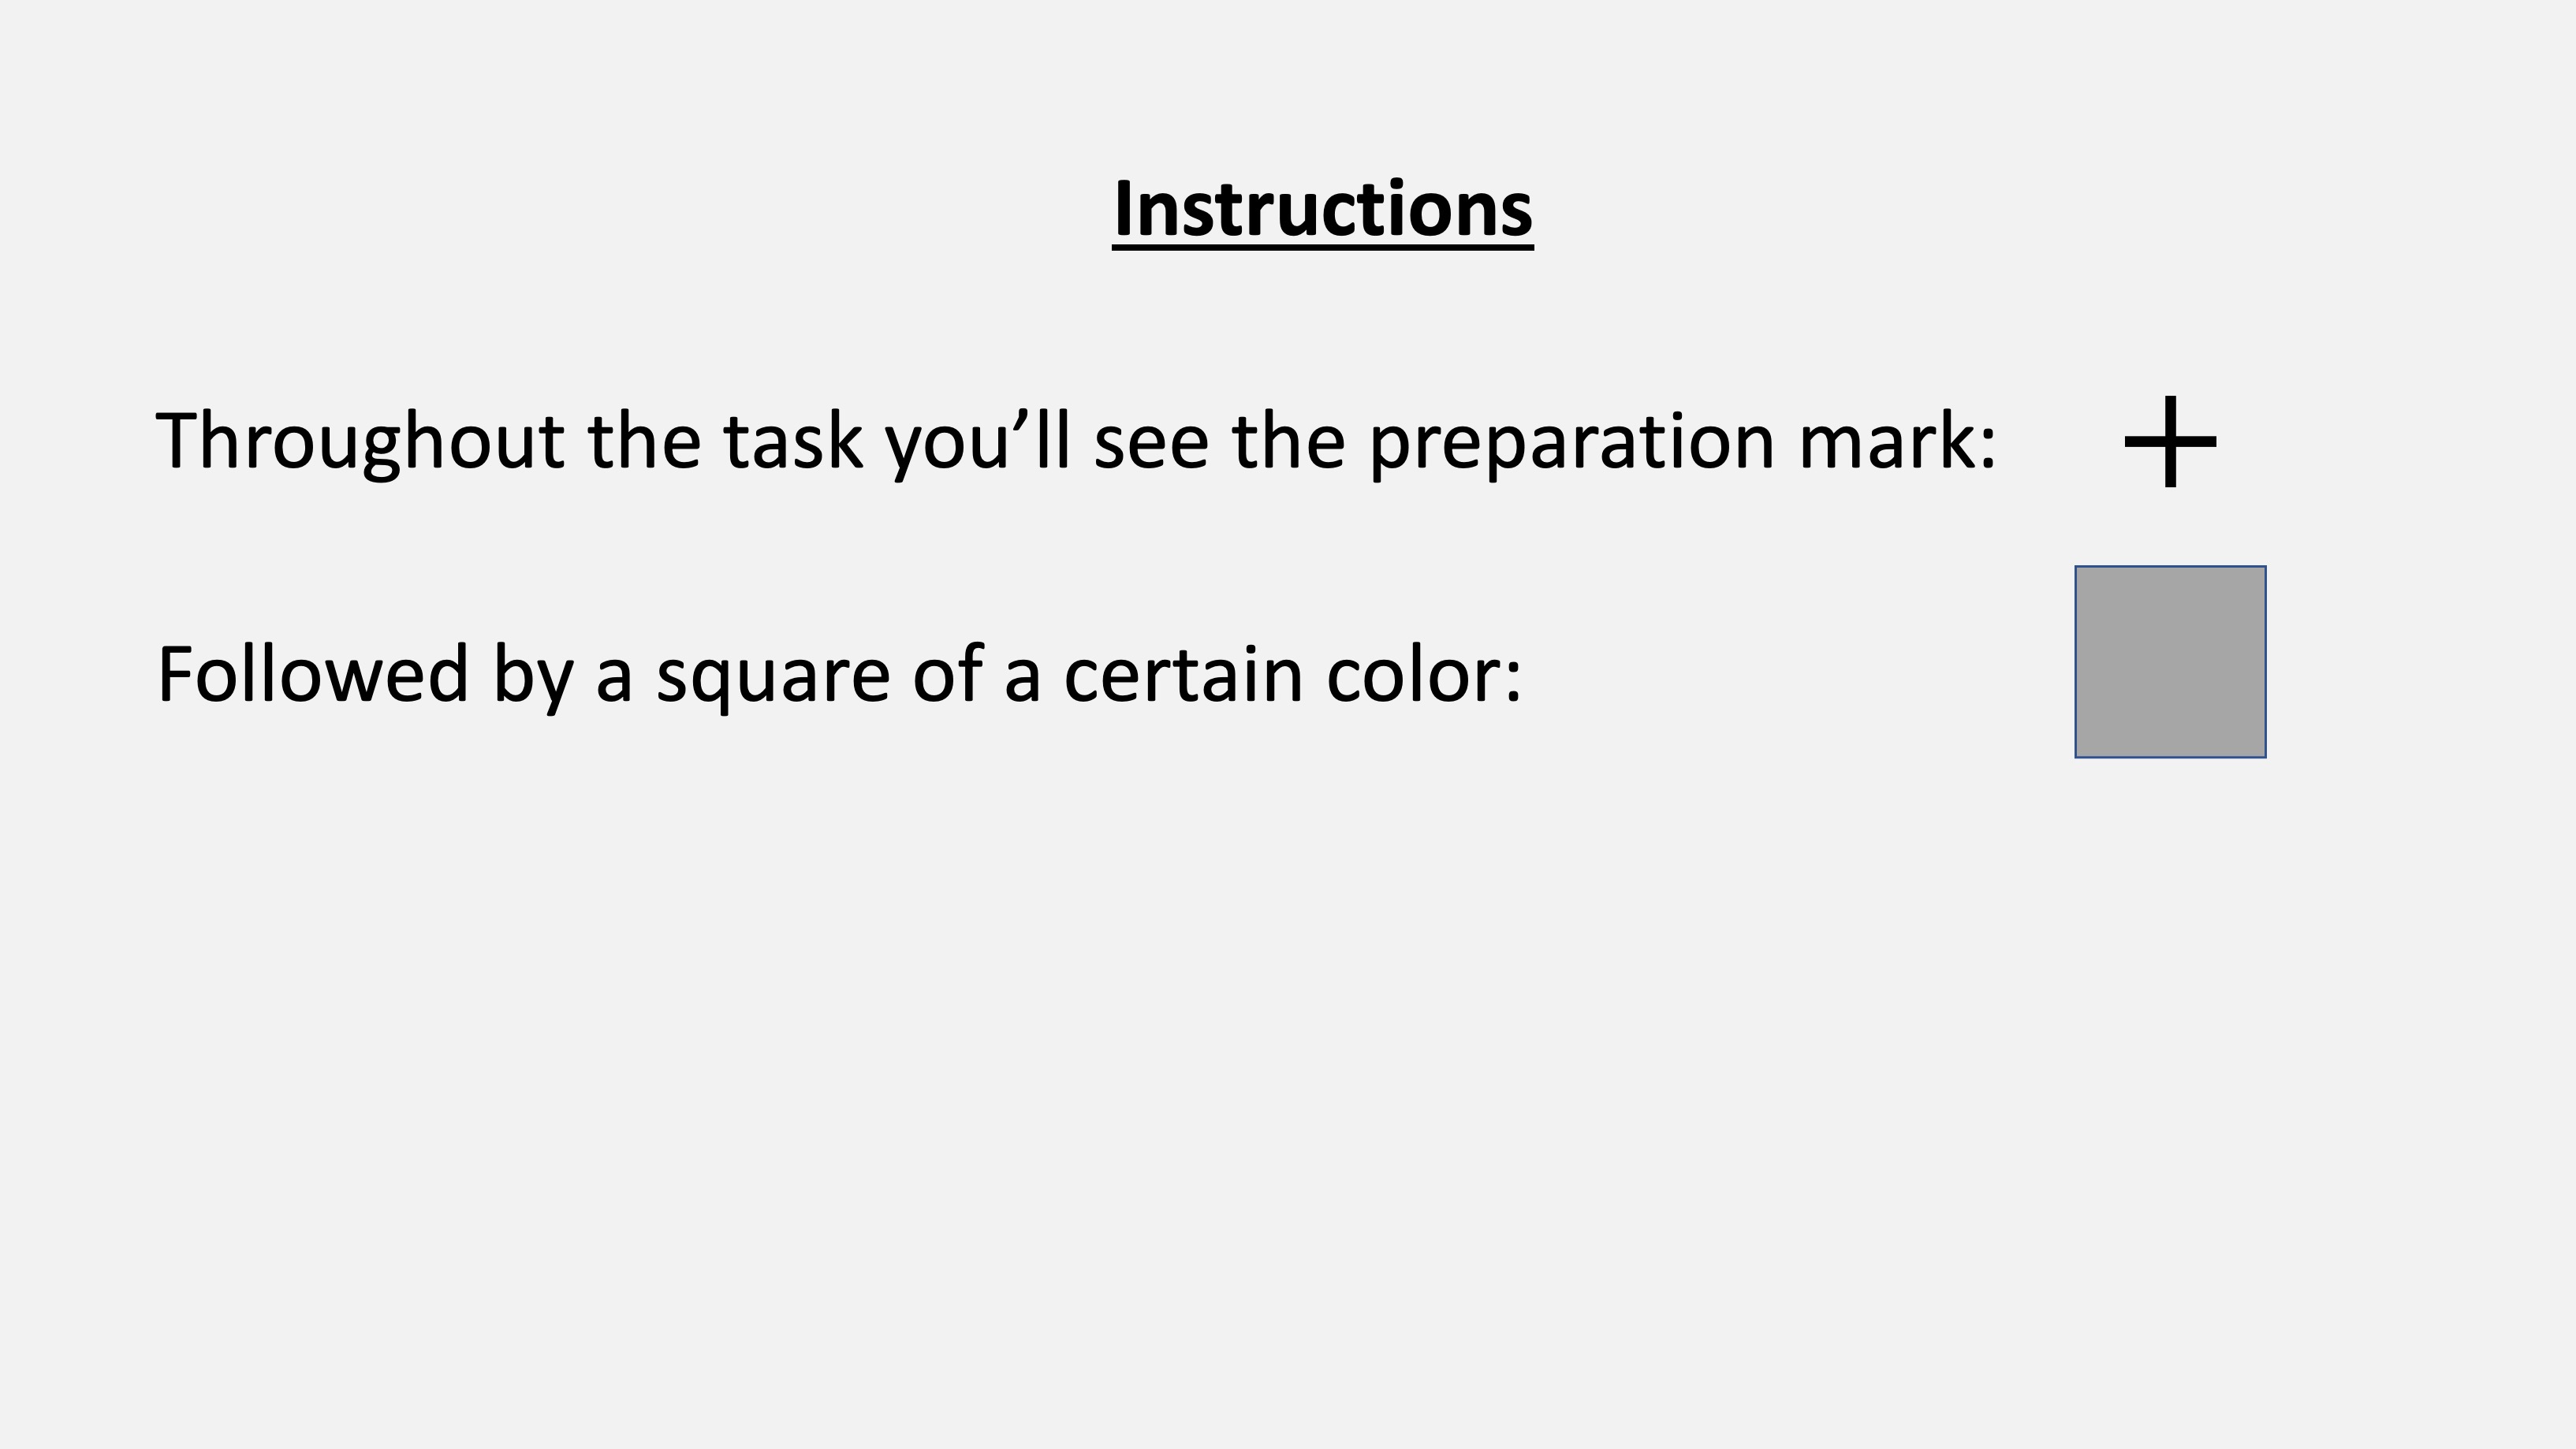 Instructions
Throughout the task you’ll see the preparation mark: +
Followed by a square of a certain color: